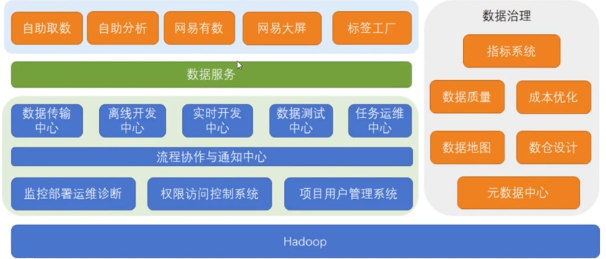 自助取数
自助分析
网易有数
网易大屏
标签工厂
数据服务
数据传输
中心
离线开发
中心
实时开发
中心
数据测试
中心
任务运维
中心
流程协作与通知中心
监控部署运维诊断
权限访问控制系统
项目用户管理系统
数据治理
指标系统
数据质量
成本优化
数据地图
数仓设计
元数据中心
Hadoop